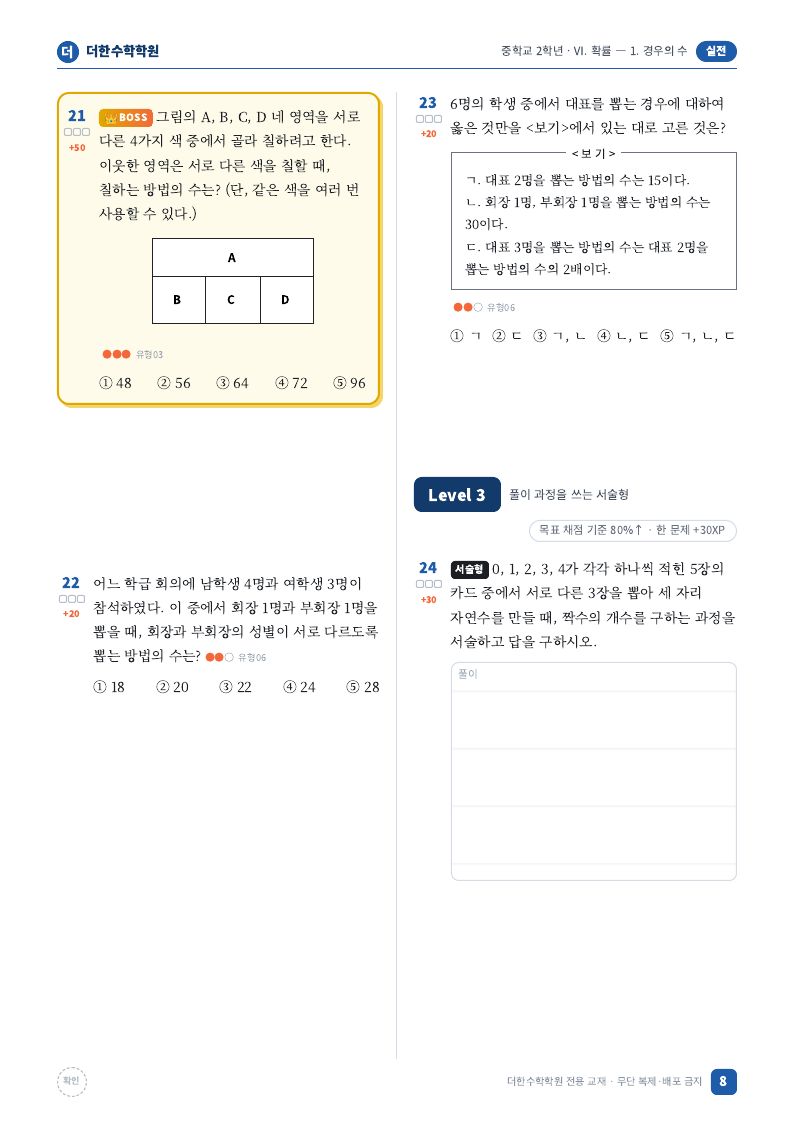 더 더한수학학원
중학교 2학년 · VI. 확률 — 1. 경우의 수 실전
21 👑BOSS 그림의 A, B, C, D 네 영역을 서로
+50
다른 4가지 색 중에서 골라 칠하려고 한다.
이웃한 영역은 서로 다른 색을 칠할 때,
칠하는 방법의 수는? (단, 같은 색을 여러 번
사용할 수 있다.)
A
B C D
유형03
① 48 ② 56 ③ 64 ④ 72 ⑤ 96
22 어느 학급 회의에 남학생 4명과 여학생 3명이
+20
참석하였다. 이 중에서 회장 1명과 부회장 1명을
뽑을 때, 회장과 부회장의 성별이 서로 다르도록
뽑는 방법의 수는? 유형06
① 18 ② 20 ③ 22 ④ 24 ⑤ 28
23 6명의 학생 중에서 대표를 뽑는 경우에 대하여
+20
옳은 것만을 <보기>에서 있는 대로 고른 것은?
< 보 기 >
ㄱ. 대표 2명을 뽑는 방법의 수는 15이다.
ㄴ. 회장 1명, 부회장 1명을 뽑는 방법의 수는
30이다.
ㄷ. 대표 3명을 뽑는 방법의 수는 대표 2명을
뽑는 방법의 수의 2배이다.
유형06
① ㄱ ② ㄷ ③ ㄱ, ㄴ ④ ㄴ, ㄷ ⑤ ㄱ, ㄴ, ㄷ
Level 3 풀이 과정을 쓰는 서술형
목표 채점 기준 80%↑ · 한 문제 +30XP
24 서술형 0, 1, 2, 3, 4가 각각 하나씩 적힌 5장의
+30
카드 중에서 서로 다른 3장을 뽑아 세 자리
자연수를 만들 때, 짝수의 개수를 구하는 과정을
서술하고 답을 구하시오.
풀이
확인
더한수학학원 전용 교재 · 무단 복제·배포 금지 8